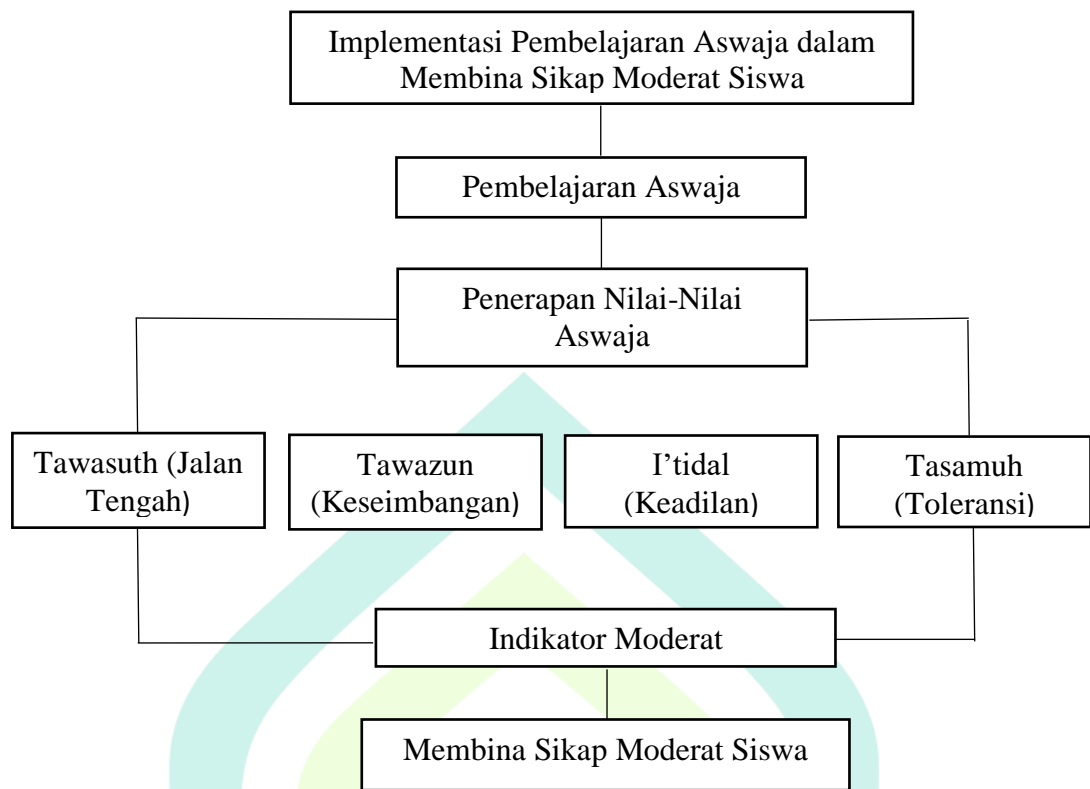 Implementasi Pembelajaran Aswaja dalam
Membina Sikap Moderat Siswa
Pembelajaran Aswaja
Penerapan Nilai-Nilai
Aswaja
Tawasuth (Jalan
Tengah)
Tawazun
(Keseimbangan)
I’tidal
(Keadilan)
Tasamuh
(Toleransi)
Indikator Moderat
Membina Sikap Moderat Siswa